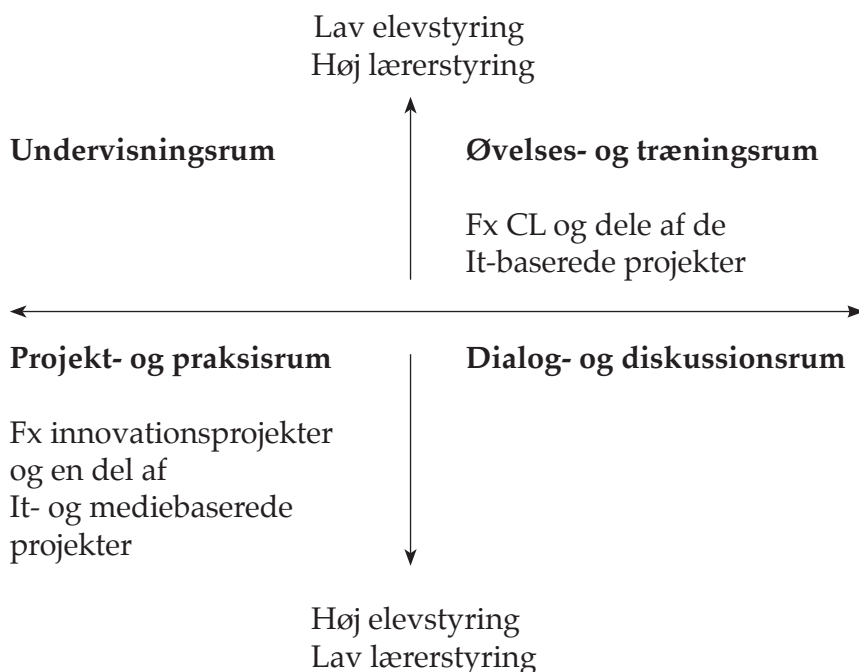 Lav elevstyring
Høj lærerstyring
Undervisningsrum
Øvelses- og træningsrum
Fx CL og dele af de
It-baserede projekter
Projekt- og praksisrum
Dialog- og diskussionsrum
Fx innovationsprojekter
og en del af
It- og mediebaserede
projekter
Høj elevstyring
Lav lærerstyring